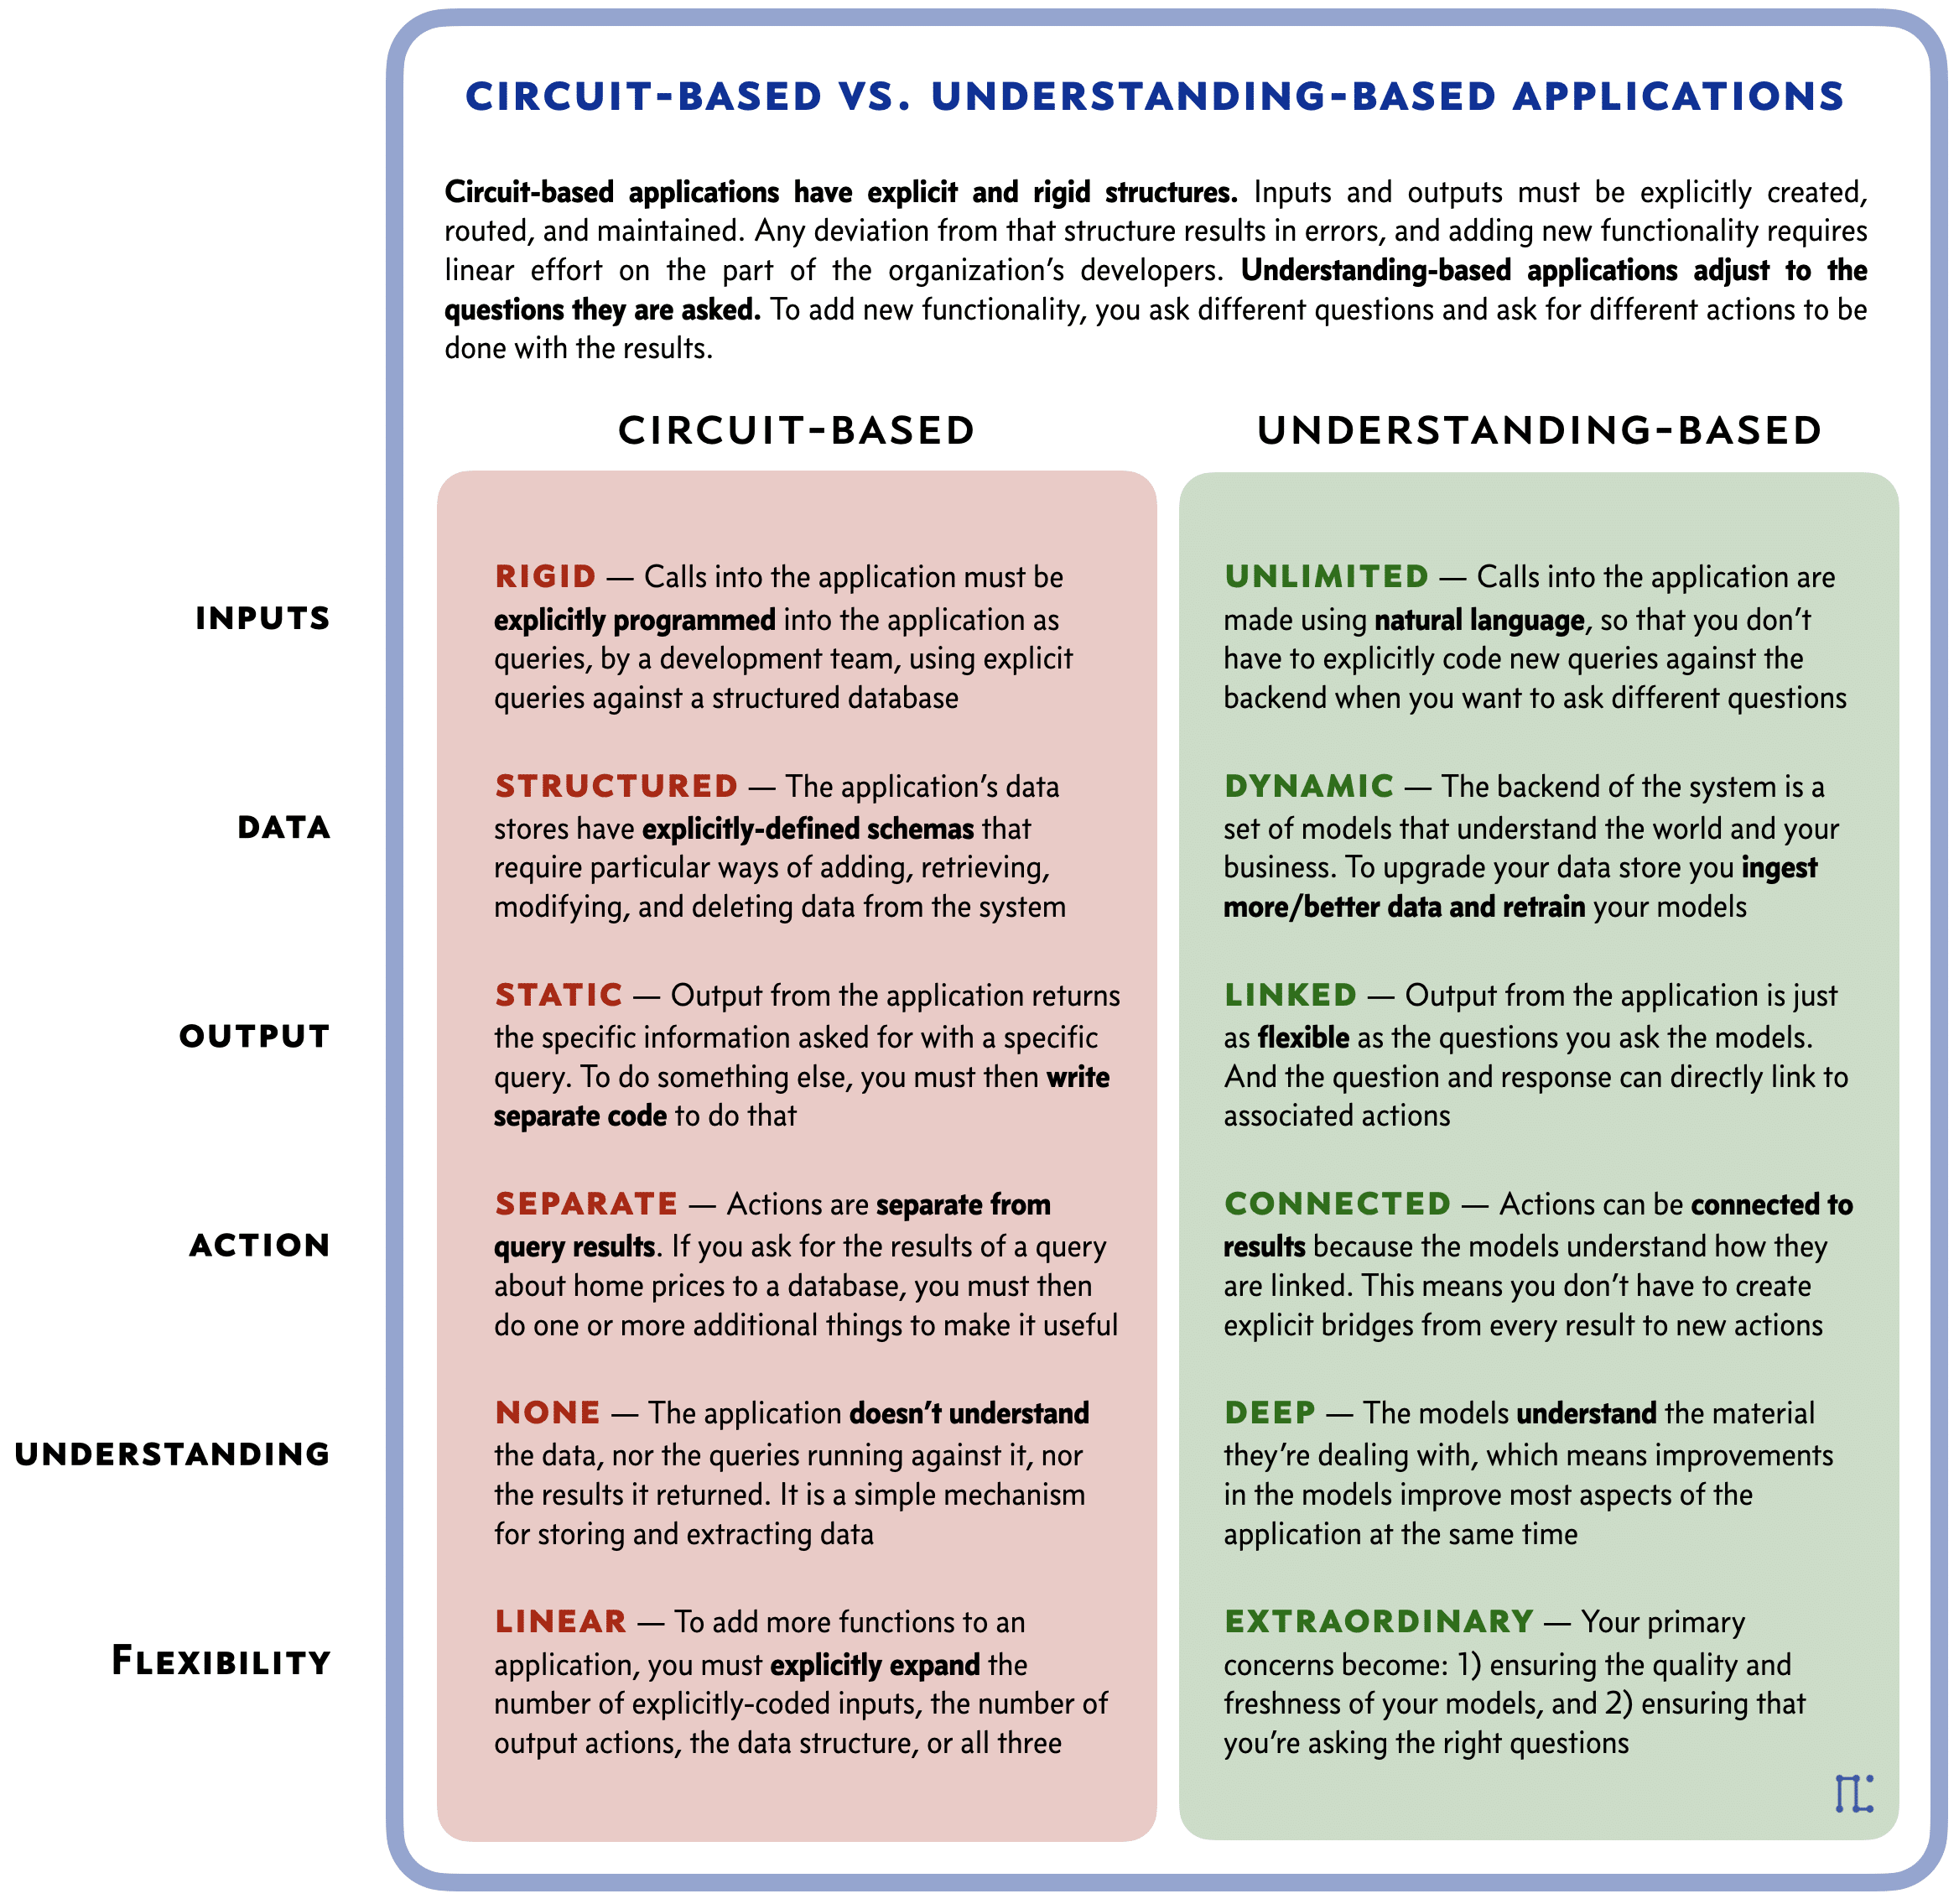 CIRCUIT-BASED VS. UNDERSTANDING-BASED APPLICATIONS
Circuit-based applications have explicit and rigid structures. Inputs and outputs must be explicitly created,
routed, and maintained. Any deviation from that structure results in errors, and adding new functionality requires
linear effort on the part of the organization’s developers. Understanding-based applications adjust to the
questions they are asked. To add new functionality, you ask different questions and ask for different actions to be
done with the results.
CIRCUIT-BASED
UNDERSTANDING-BASED
INPUTS
RIGID — Calls into the application must be
explicitly programmed into the application as
queries, by a development team, using explicit
queries against a structured database
UNLIMITED — Calls into the application are
made using natural language, so that you don’t
have to explicitly code new queries against the
backend when you want to ask different questions
DATA
STRUCTURED — The application’s data
stores have explicitly-defined schemas that
require particular ways of adding, retrieving,
modifying, and deleting data from the system
DYNAMIC — The backend of the system is a
set of models that understand the world and your
business. To upgrade your data store you ingest
more/better data and retrain your models
OUTPUT
STATIC — Output from the application returns
the specific information asked for with a specific
query. To do something else, you must then write
separate code to do that
LINKED — Output from the application is just
as flexible as the questions you ask the models.
And the question and response can directly link to
associated actions
ACTION
SEPARATE — Actions are separate from
query results. If you ask for the results of a query
about home prices to a database, you must then
do one or more additional things to make it useful
CONNECTED — Actions can be connected to
results because the models understand how they
are linked. This means you don’t have to create
explicit bridges from every result to new actions
UNDERSTANDING
NONE — The application doesn’t understand
the data, nor the queries running against it, nor
the results it returned. It is a simple mechanism
for storing and extracting data
DEEP — The models understand the material
they’re dealing with, which means improvements
in the models improve most aspects of the
application at the same time
FLEXIBILITY
LINEAR — To add more functions to an
application, you must explicitly expand the
number of explicitly-coded inputs, the number of
output actions, the data structure, or all three
EXTRAORDINARY — Your primary
concerns become: 1) ensuring the quality and
freshness of your models, and 2) ensuring that
you’re asking the right questions